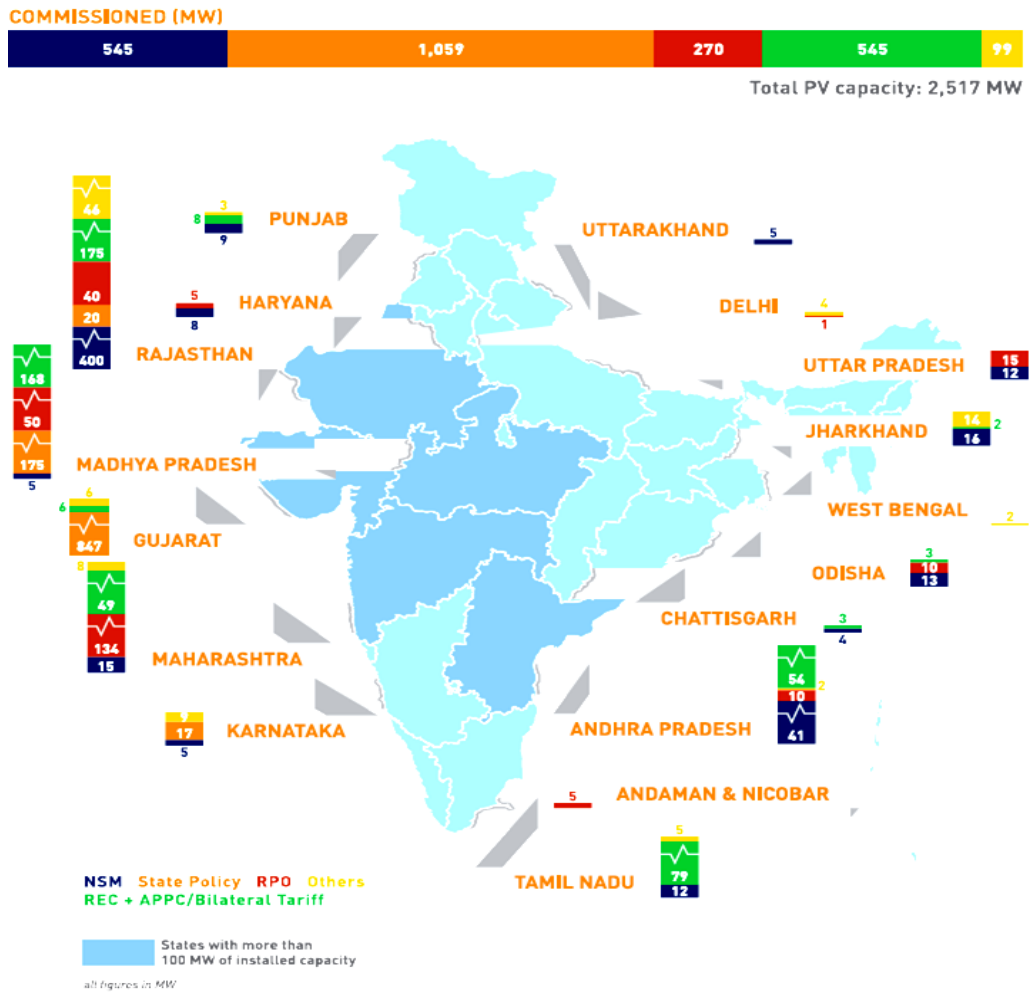 COMMISSIONED (MW)
545 1,059 270 545 99
Total PV capacity: 2,517 MW
46
175
40
20
400
RAJASTHAN
3
8
9
PUNJAB
5
8
HARYANA
168
50
175
5
MADHYA PRADESH
6
6
847
GUJARAT
8
49
134
15
MAHARASHTRA
17
5
KARNATAKA
UTTARAKHAND
5
DELHI
4
1
UTTAR PRADESH
15
12
JHARKHAND
14
2
16
WEST BENGAL
2
ODISHA
3
10
13
CHATTISGARH
3
4
ANDHRA PRADESH
54
2
10
41
5
ANDAMAN & NICOBAR
TAMIL NADU
5
79
12
NSM State Policy RPO Others
REC + APPC/Bilateral Tariff
States with more than
100 MW of installed capacity
all figures in MW